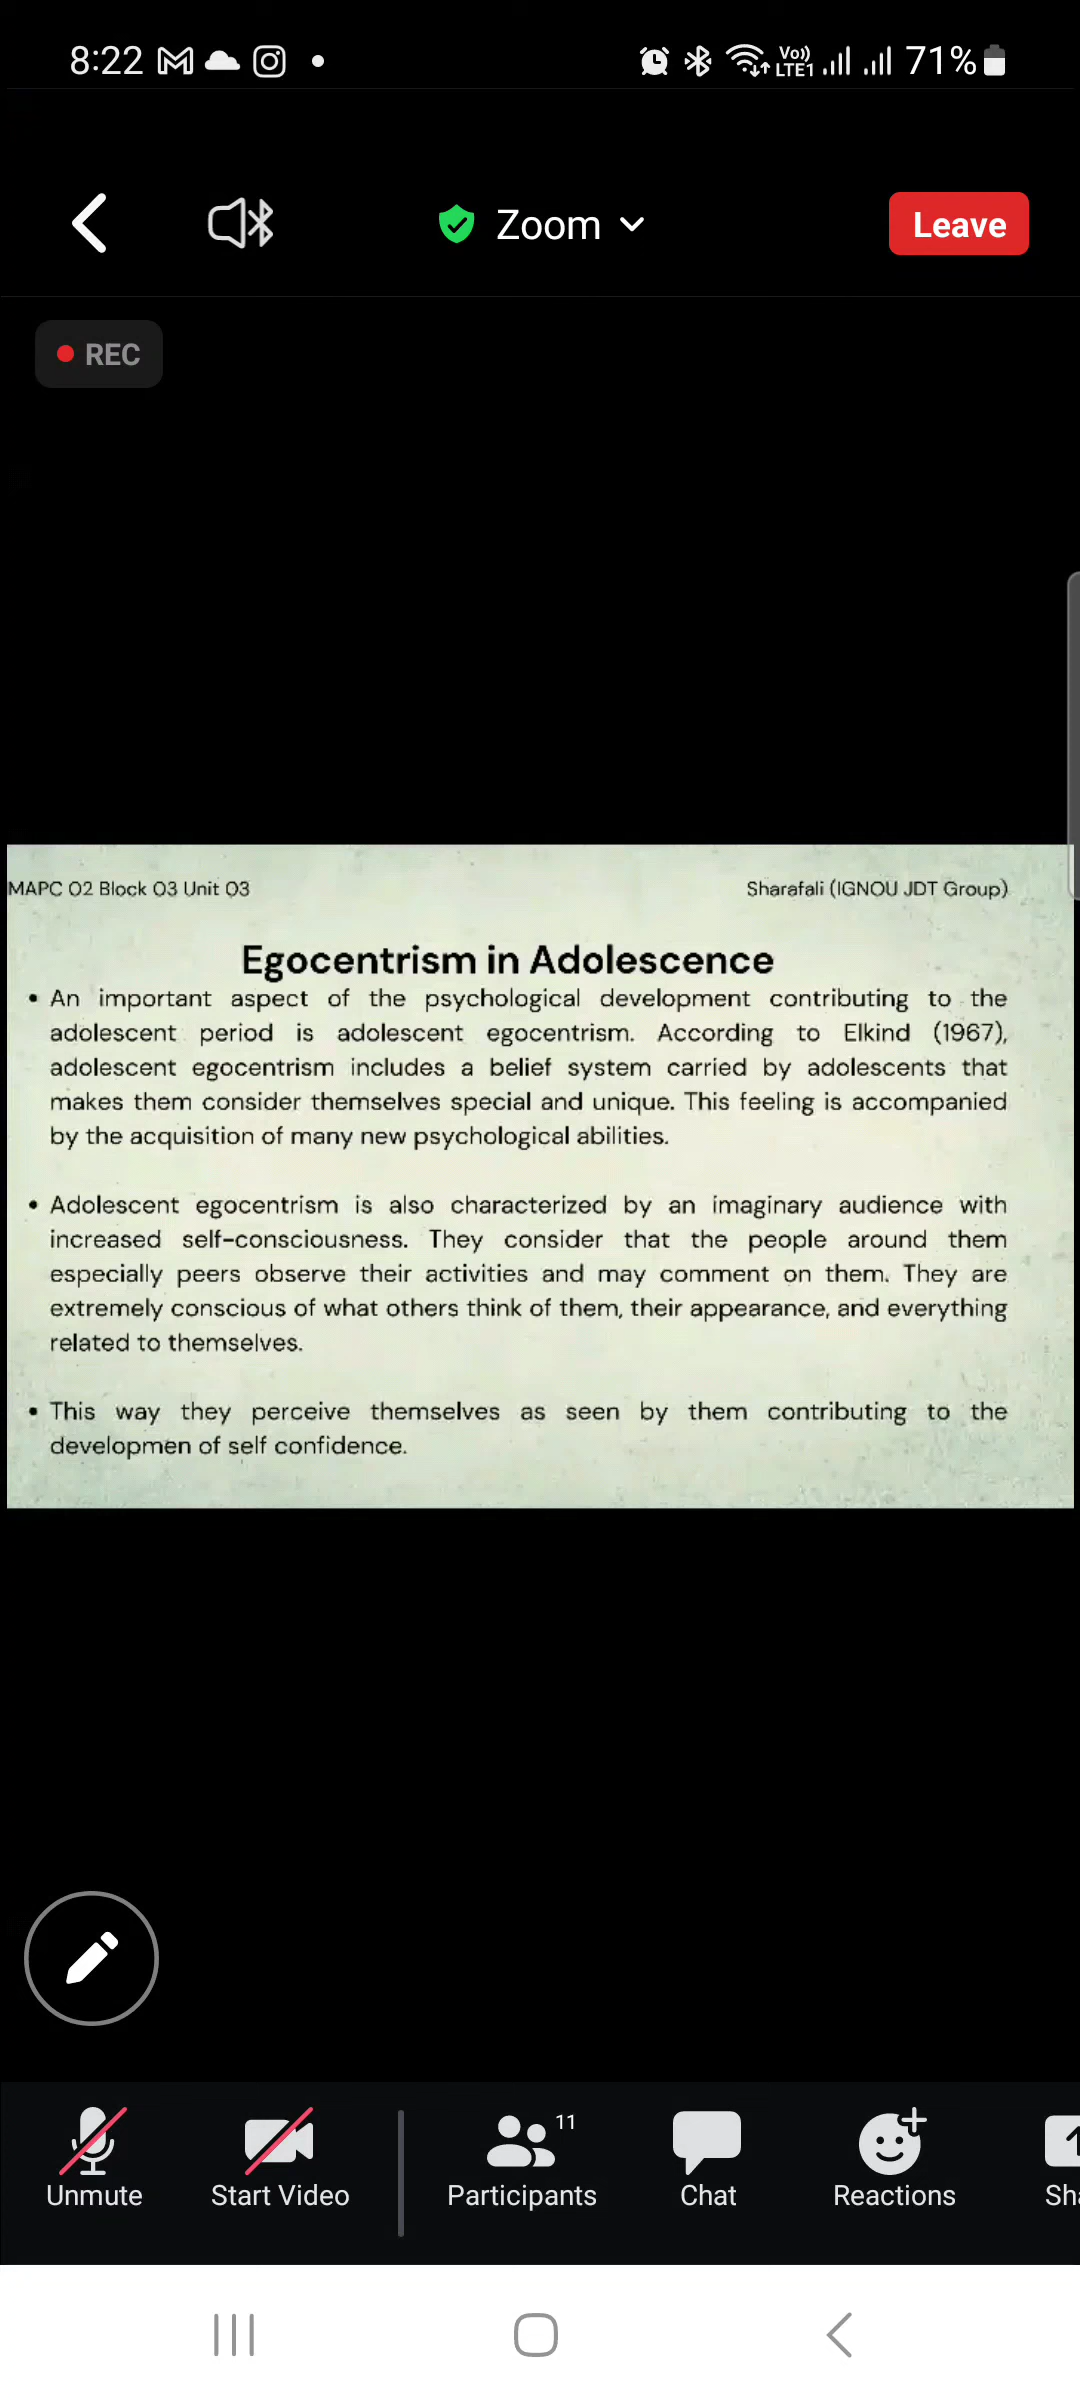 8:22
Vo))
LTE1
71%
Zoom
Leave
REC
MAPC 02 Block 03 Unit 03
Sharafali (IGNOU JDT Group)
Egocentrism in Adolescence
• An important aspect of the psychological development contributing to the
adolescent period is adolescent egocentrism. According to Elkind (1967),
adolescent egocentrism includes a belief system carried by adolescents that
makes them consider themselves special and unique. This feeling is accompanied
by the acquisition of many new psychological abilities.
• Adolescent egocentrism is also characterized by an imaginary audience with
increased self-consciousness. They consider that the people around them
especially peers observe their activities and may comment on them. They are
extremely conscious of what others think of them, their appearance, and everything
related to themselves.
• This way they perceive themselves as seen by them contributing to the
developmen of self confidence.
11
Unmute
Start Video
Participants
Chat
Reactions
Sha